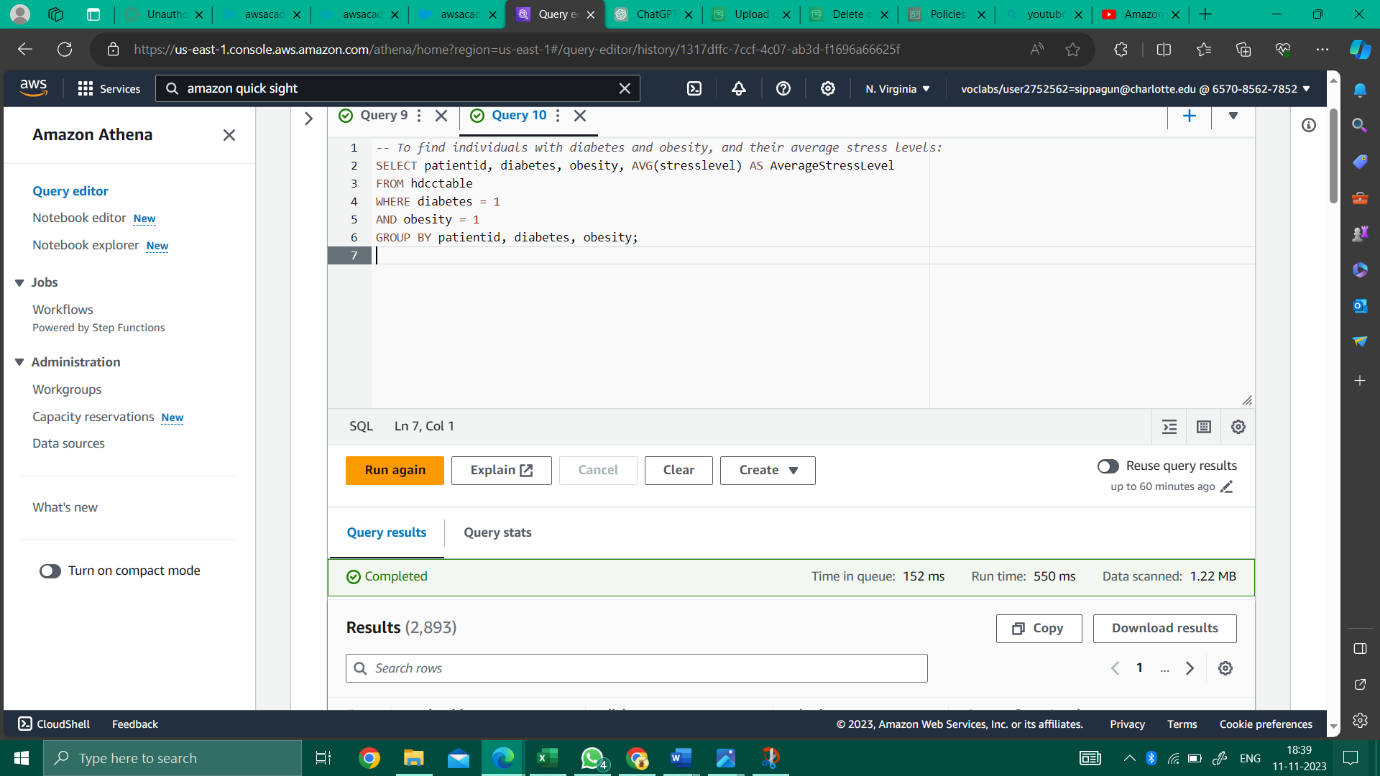 Unautho
awsacad
awsacad
awsacad
Query e
ChatGPT
Upload
Delete o
Policies
youtube
Amazon
https://us-east-1.console.aws.amazon.com/athena/home?region=us-east-1#/query-editor/history/1317dffc-7ccf-4c07-ab3d-f1696a66625f
aws
Services
amazon quick sight
N. Virginia
voclabs/user2752562=sippagun@charlotte.edu @ 6570-8562-7852
Amazon Athena
Query editor
Notebook editor New
Notebook explorer New
Jobs
Workflows
Powered by Step Functions
Administration
Workgroups
Capacity reservations New
Data sources
What's new
Turn on compact mode
Query 9
Query 10
1 -- To find individuals with diabetes and obesity, and their average stress levels:
2 SELECT patientid, diabetes, obesity, AVG(stresslevel) AS AverageStressLevel
3 FROM hdcctable
4 WHERE diabetes = 1
5 AND obesity = 1
6 GROUP BY patientid, diabetes, obesity;
7
SQL Ln 7, Col 1
Run again
Explain
Cancel
Clear
Create
Reuse query results
up to 60 minutes ago
Query results
Query stats
Completed
Time in queue: 152 ms
Run time: 550 ms
Data scanned: 1.22 MB
Results (2,893)
Copy
Download results
Search rows
1 ...
CloudShell
Feedback
© 2023, Amazon Web Services, Inc. or its affiliates.
Privacy
Terms
Cookie preferences
Type here to search
4
ENG
18:39
11-11-2023